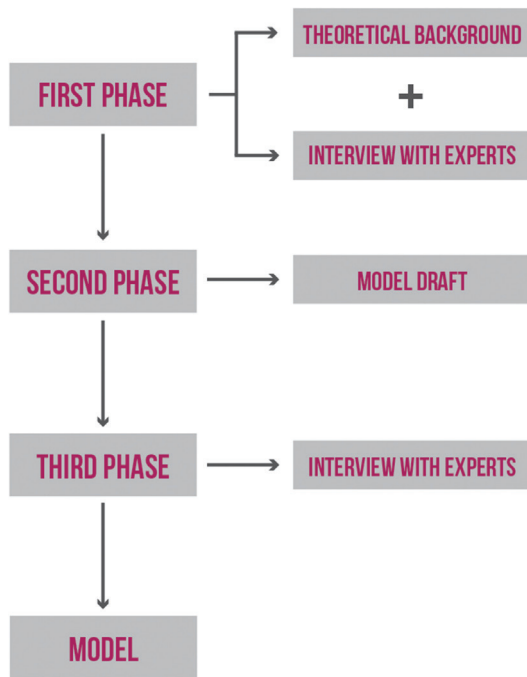 THEORETICAL BACKGROUND
FIRST PHASE
+
INTERVIEW WITH EXPERTS
SECOND PHASE
MODEL DRAFT
THIRD PHASE
INTERVIEW WITH EXPERTS
MODEL